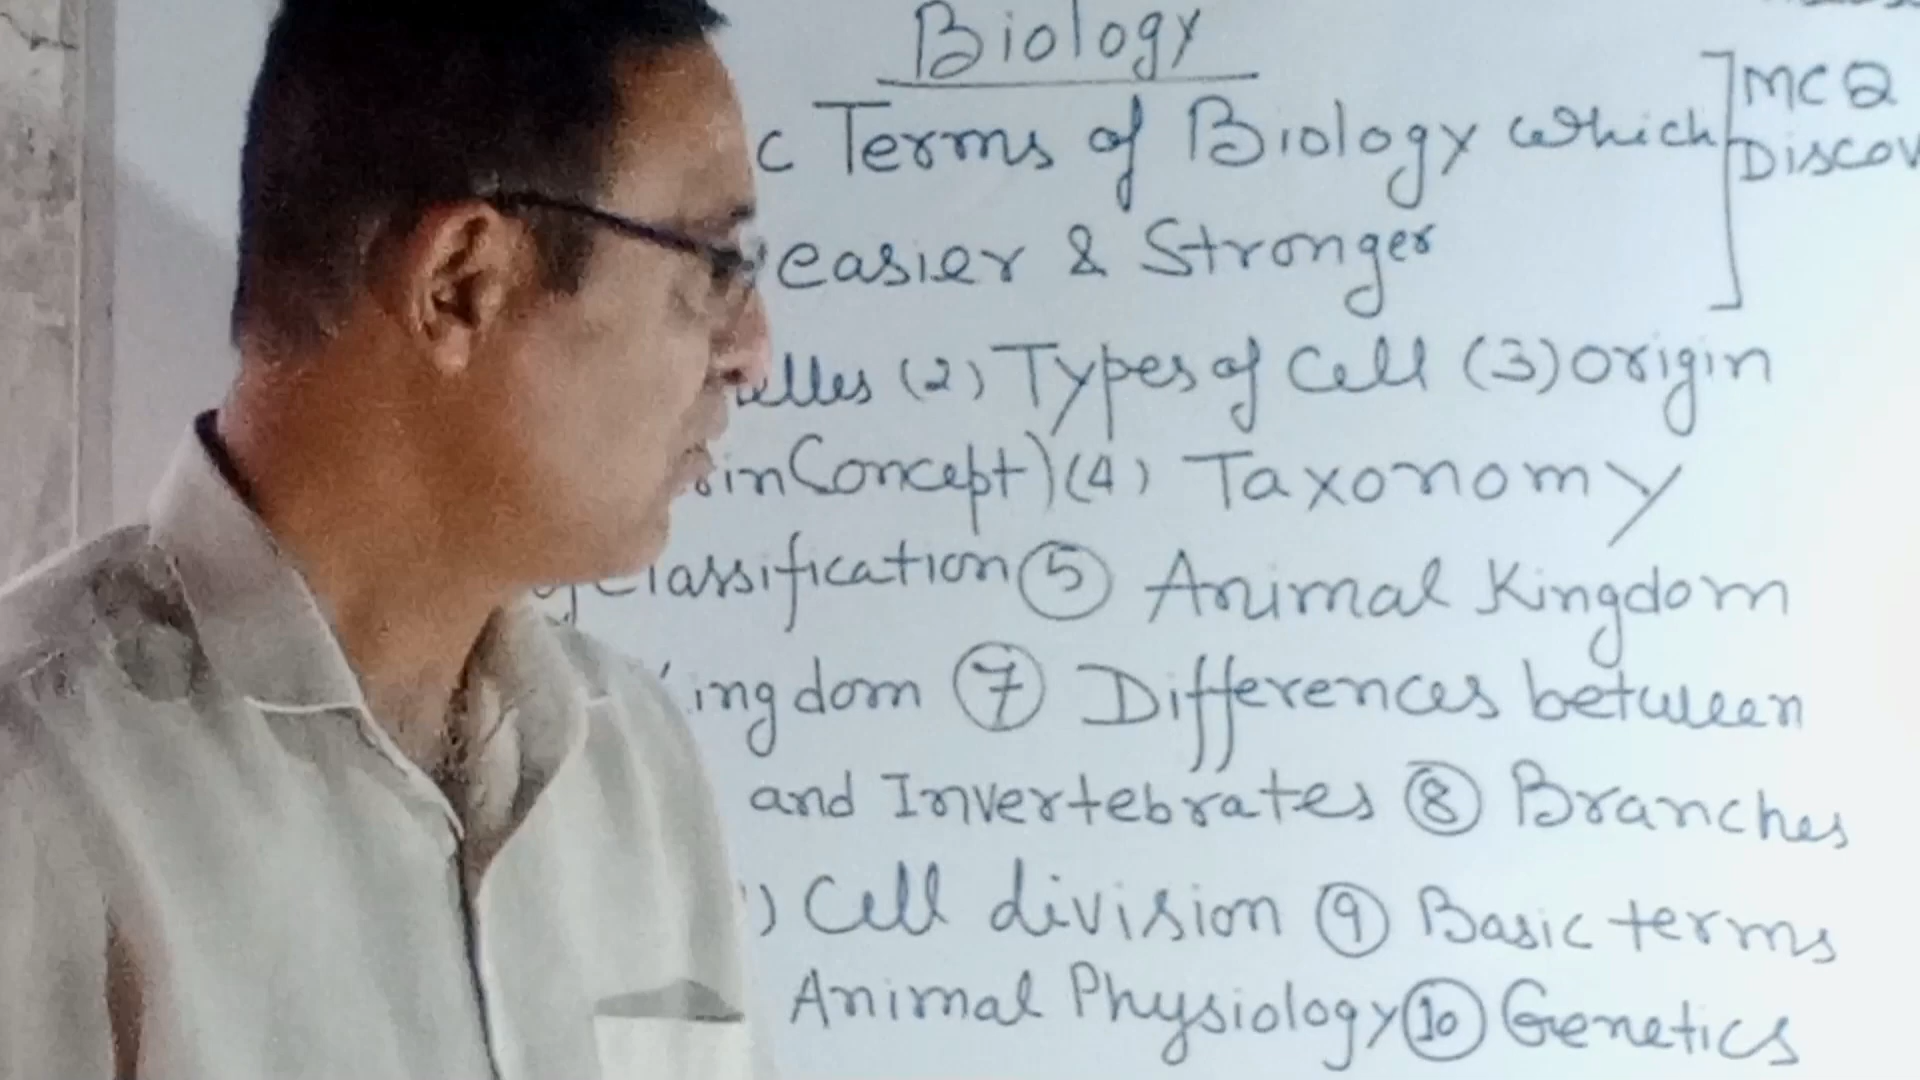 Biology
c Terms of Biology which
MCQ
Discov
easier & Stronger
elles (2) Types of Cell (3) origin
in Concept) (4) Taxonomy
of Classification 5 Animal Kingdom
ingdom 7 Differences between
and Invertebrates 8 Branches
) Cell division 9 Basic terms
Animal Physiology 10 Genetics